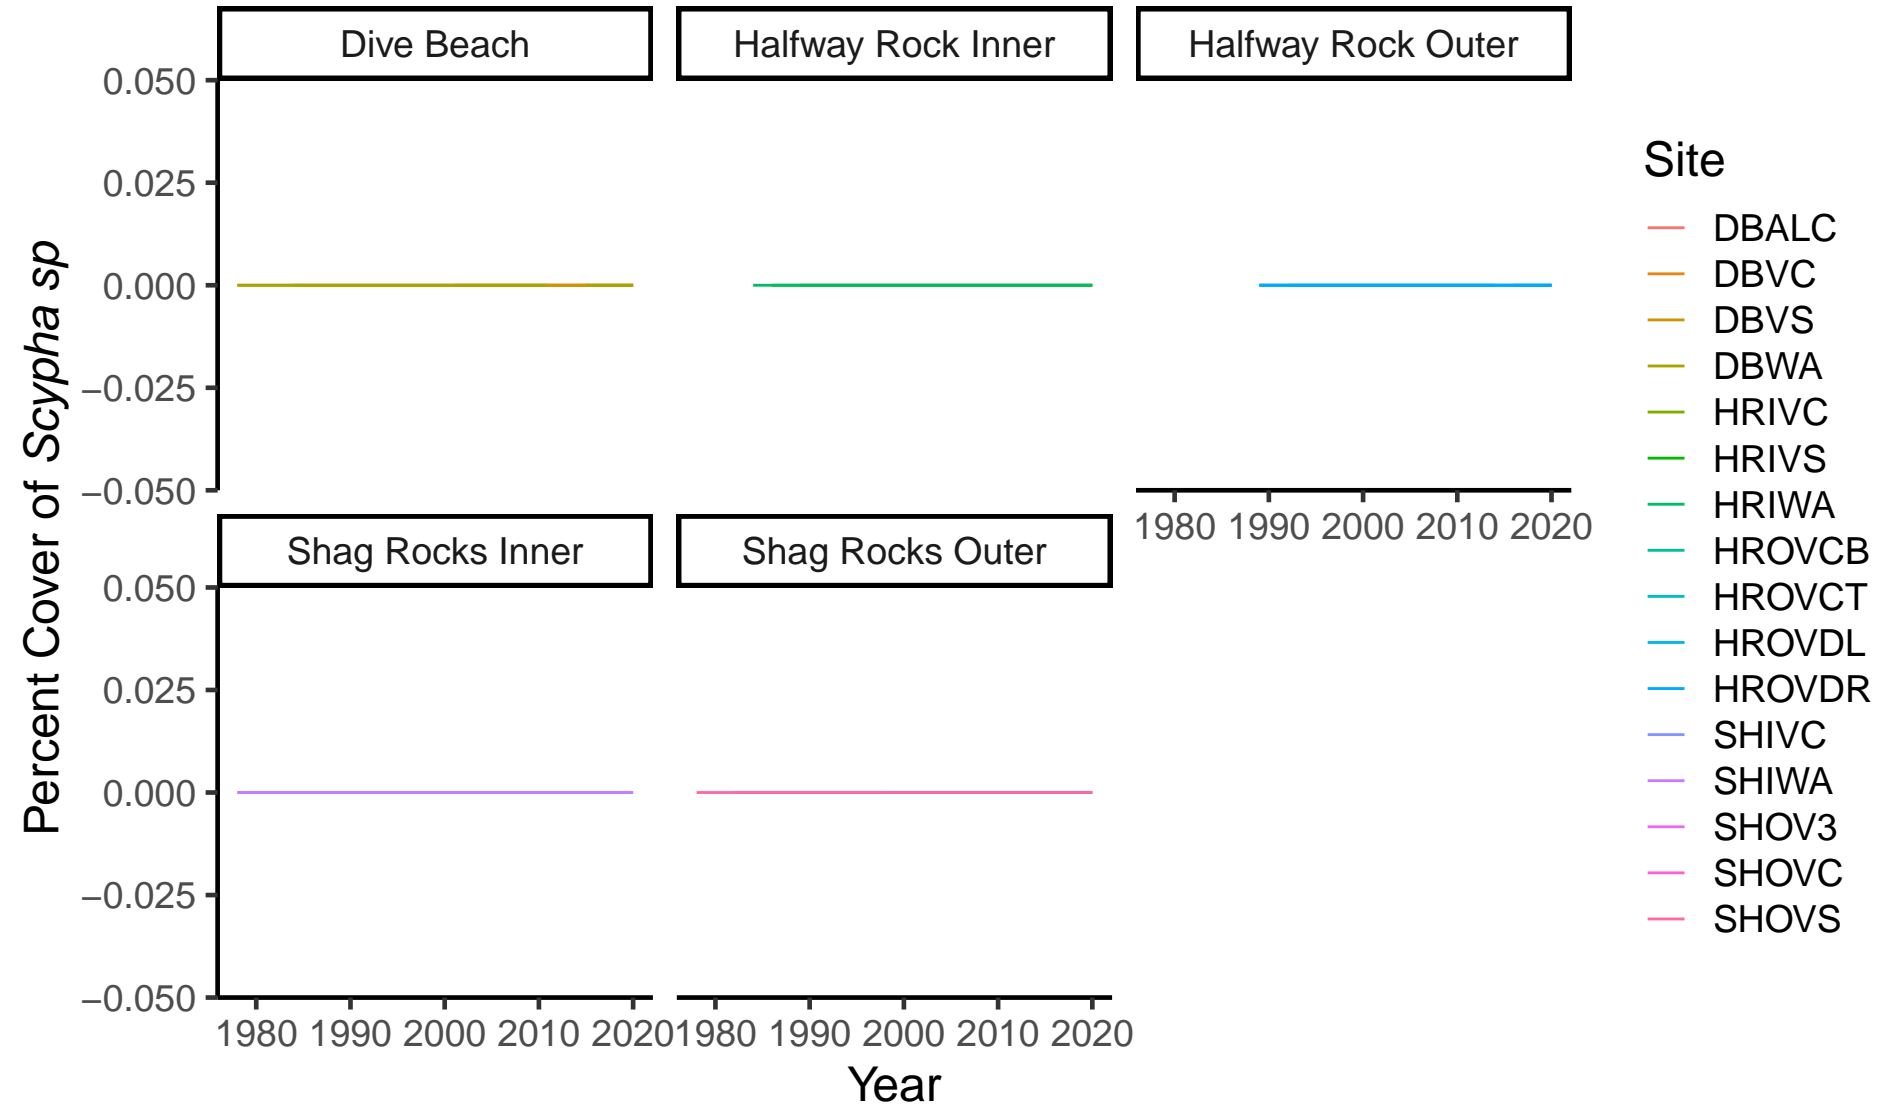 Dive Beach
Halfway Rock Inner
Halfway Rock Outer
0.050
0.025
0.000
−0.025
−0.050
1980 1990 2000 2010 2020
Shag Rocks Inner
Shag Rocks Outer
0.050
0.025
0.000
−0.025
−0.050
1980 1990 2000 2010 2020
1980 1990 2000 2010 2020
Year
Percent Cover of Scypha sp
Site
DBALC
DBVC
DBVS
DBWA
HRIVC
HRIVS
HRIWA
HROVCB
HROVCT
HROVDL
HROVDR
SHIVC
SHIWA
SHOV3
SHOVC
SHOVS